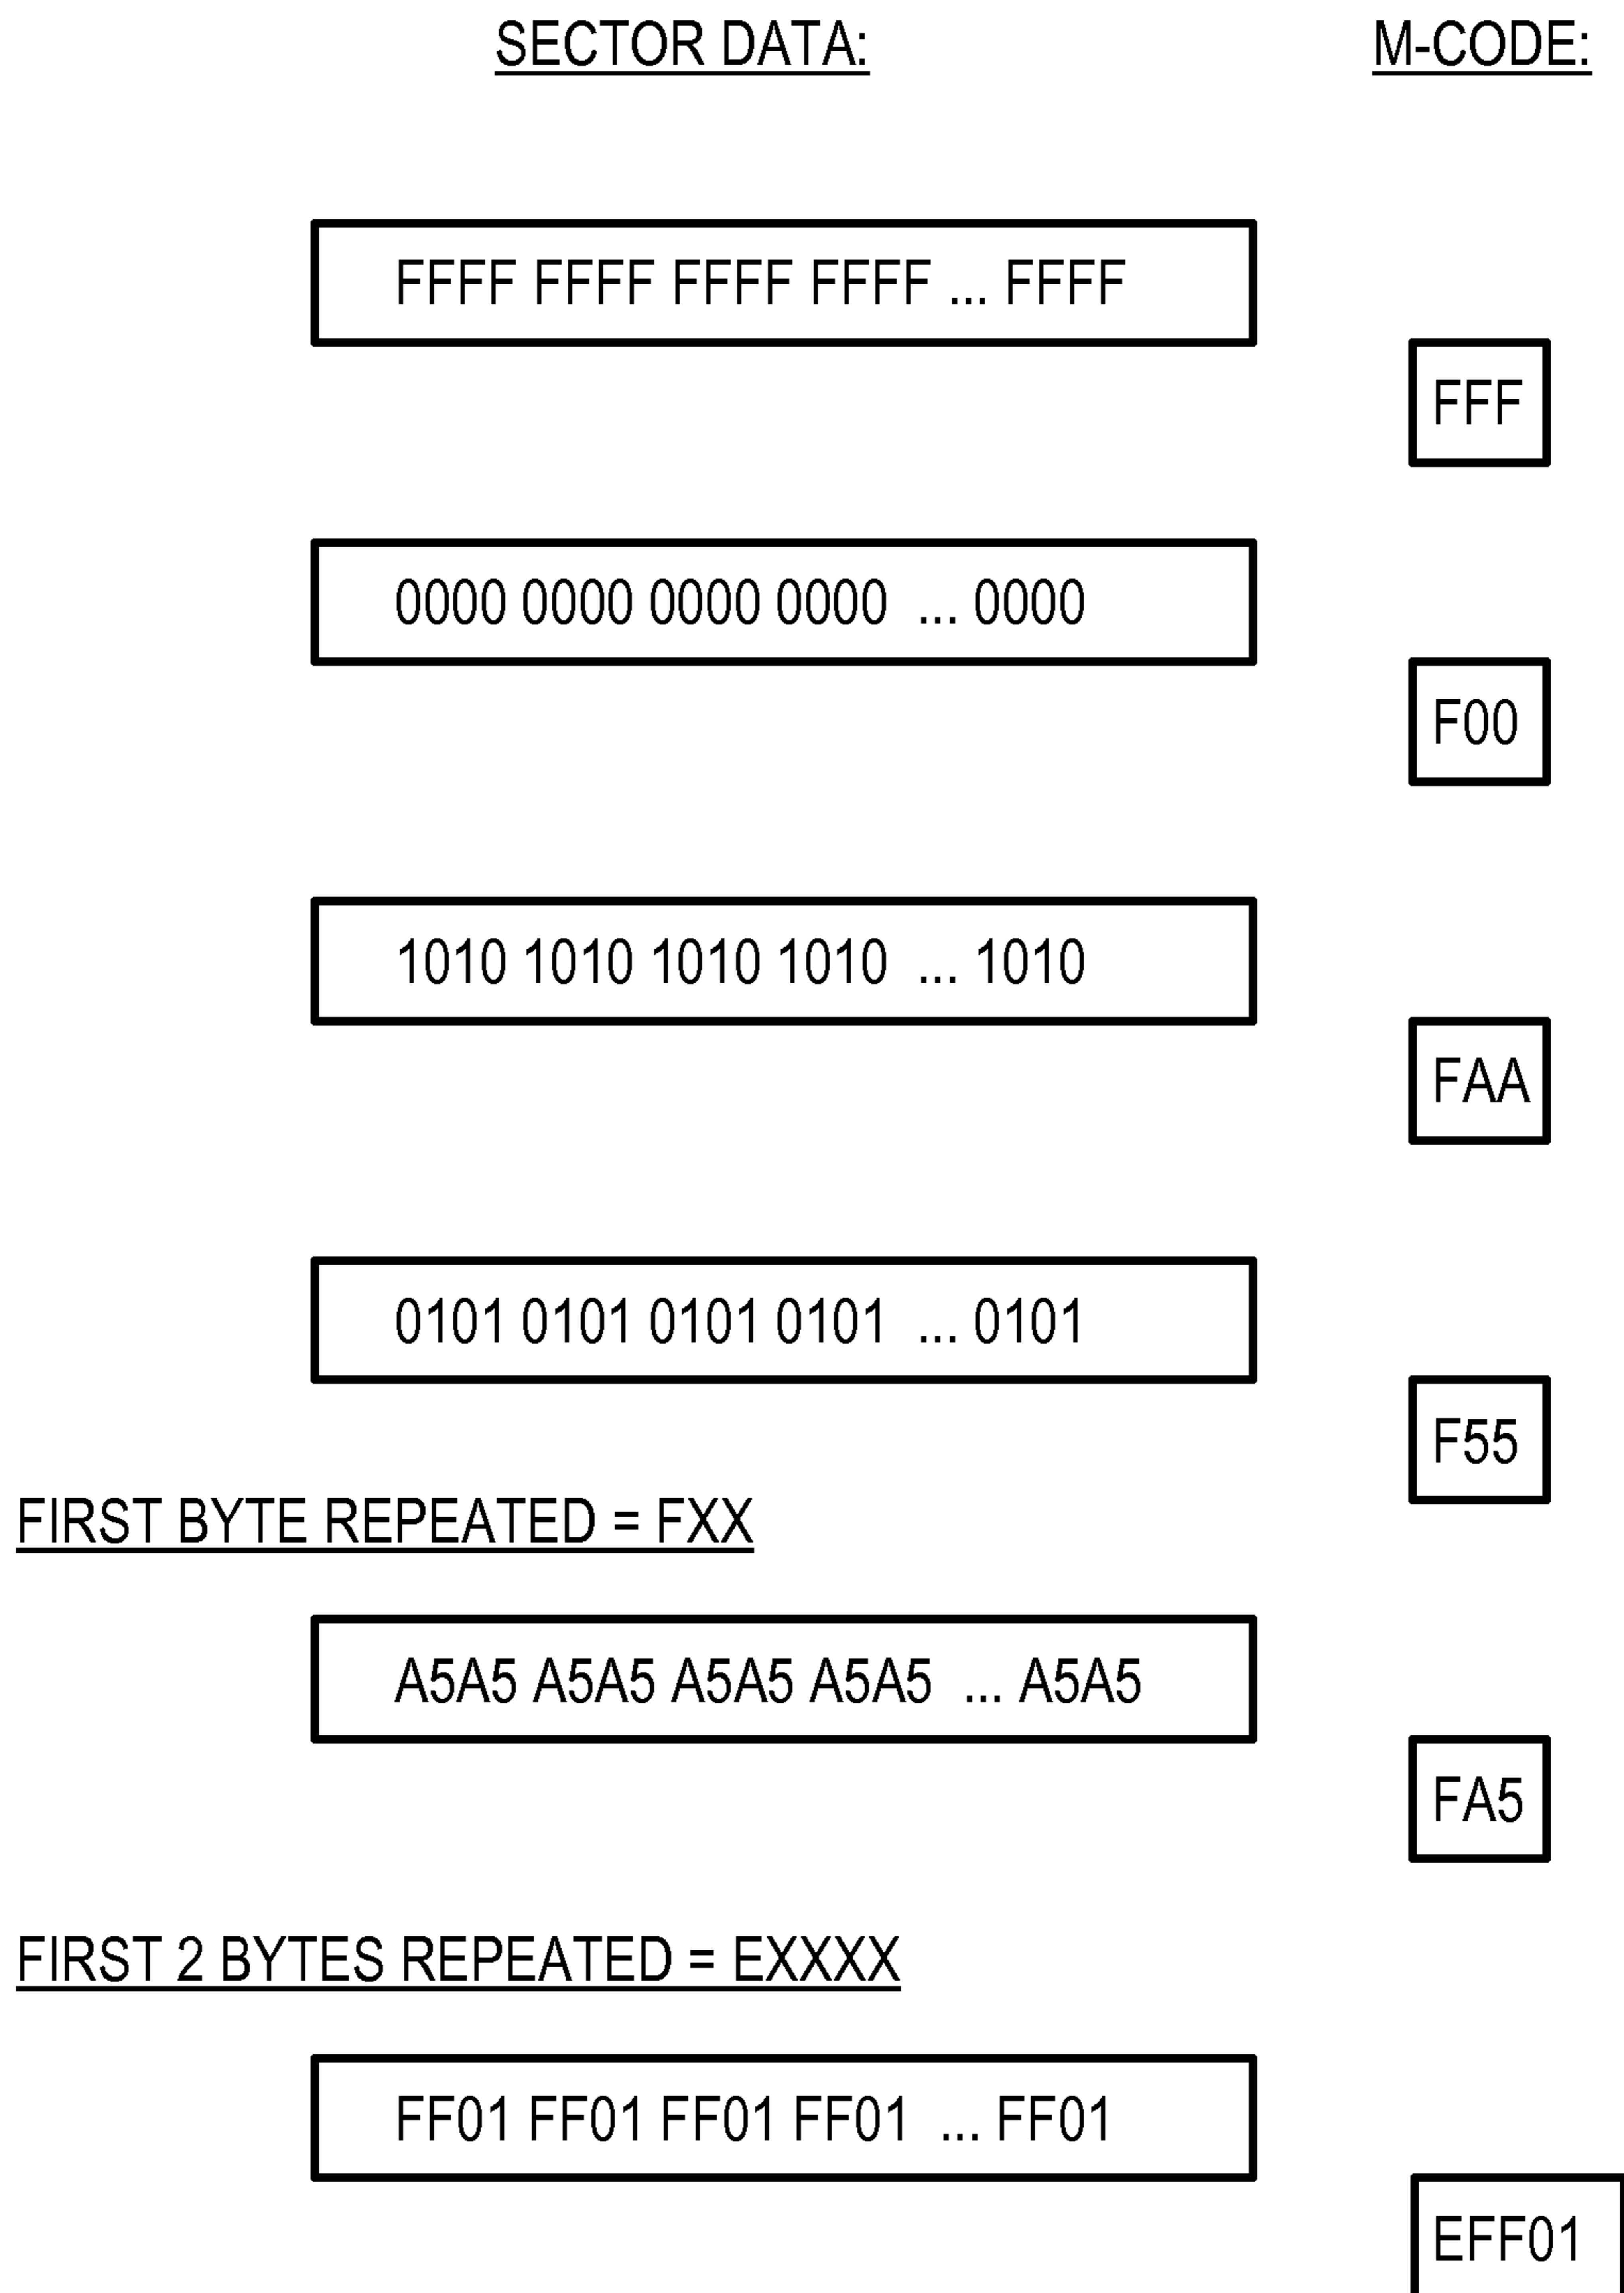 SECTOR DATA: M-CODE:
FFFF FFFF FFFF FFFF ... FFFF
FFF
0000 0000 0000 0000 ... 0000
F00
1010 1010 1010 1010 ... 1010
FAA
0101 0101 0101 0101 ... 0101
F55
FIRST BYTE REPEATED = FXX
A5A5 A5A5 A5A5 A5A5 ... A5A5
FA5
FIRST 2 BYTES REPEATED = EXXXX
FF01 FF01 FF01 FF01 ... FF01
EFF01